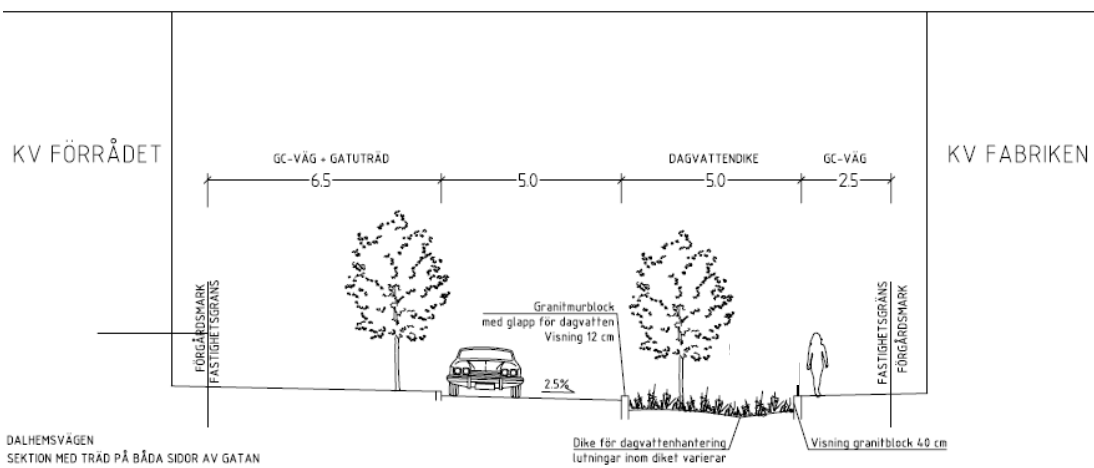 KV FÖRRÅDET
GC-VÄG + GATUTRÄD
DAGVATTENDIKE
GC-VÄG
KV FABRIKEN
6.5
5.0
5.0
2.5
FÖRGÅRDSMARK
FASTIGHETSGRÄNS
Granitmurblock
med glapp för dagvatten
Visning 12 cm
2.5%
FASTIGHETSGRÄNS
FÖRGÅRDSMARK
DALHEMSVÄGEN
SEKTION MED TRÄD PÅ BÅDA SIDOR AV GATAN
Dike för dagvattenhantering
lutningar inom diket varierar
Visning granitblock 40 cm